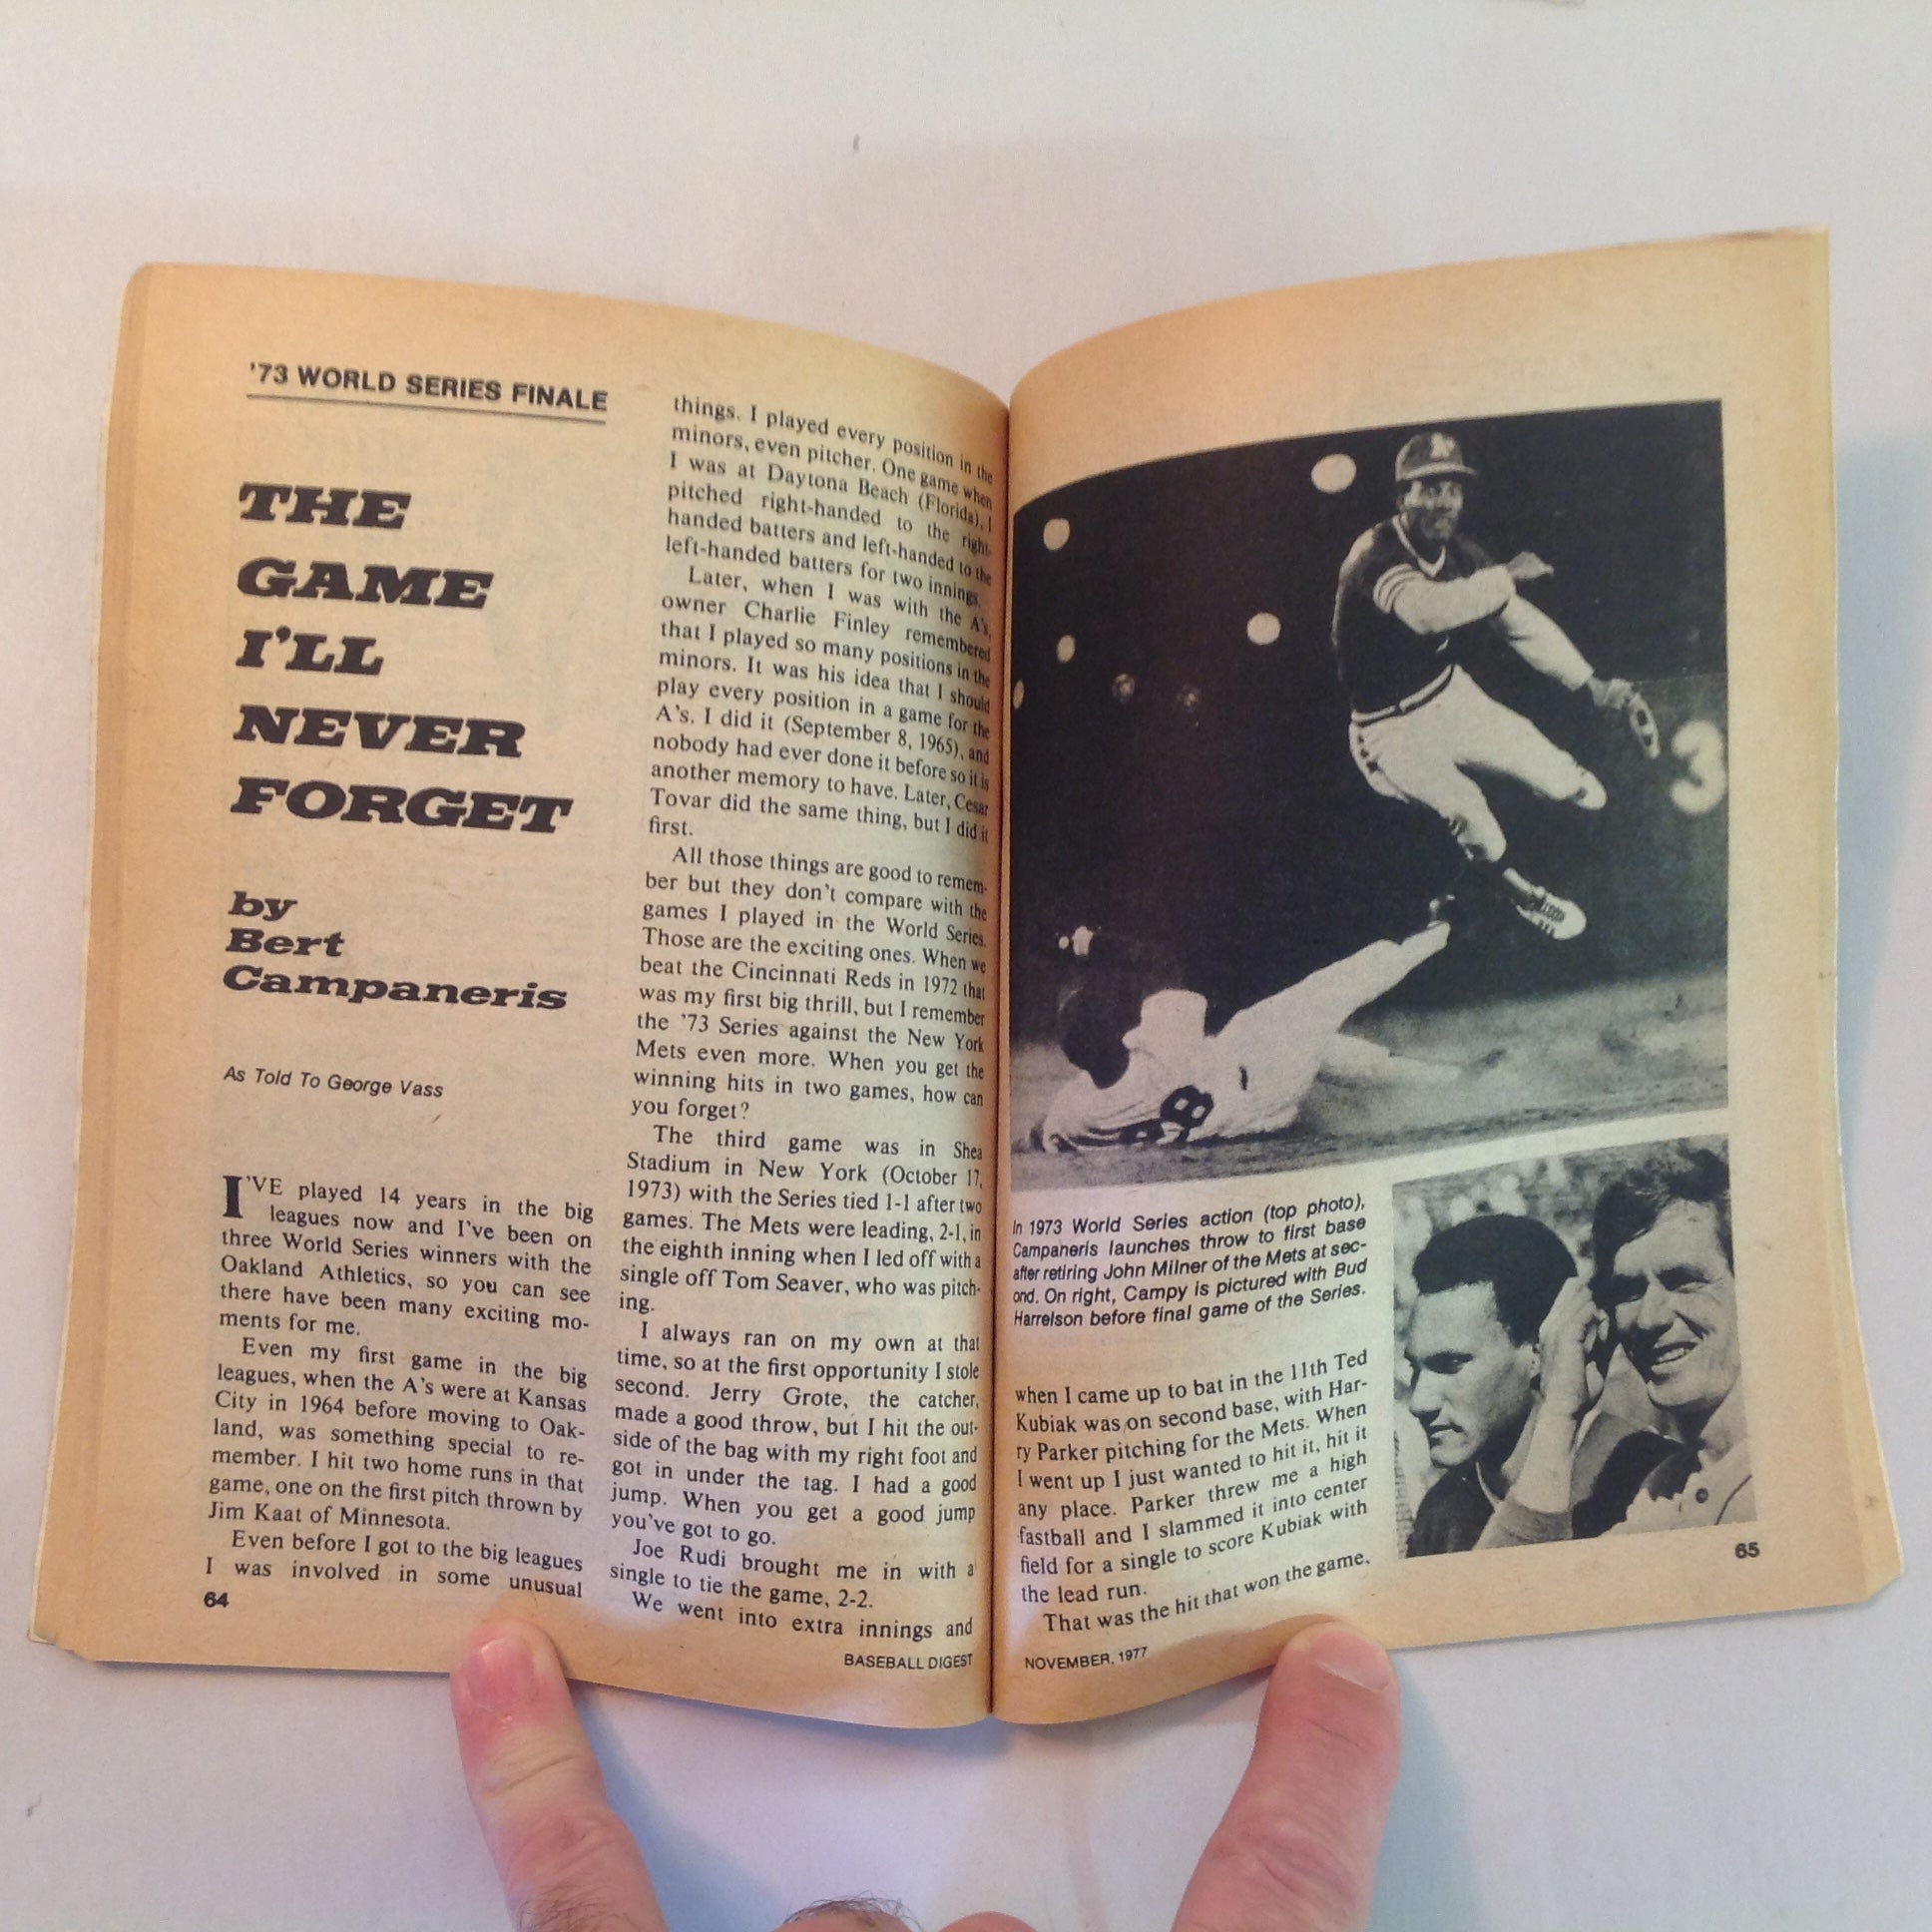 '73 WORLD SERIES FINALE
THE
GAME
I'LL
NEVER
FORGET
by
Bert
Campaneris
As Told To George Vass
I'VE played 14 years in the big
leagues now and I've been on
three World Series winners with the
Oakland Athletics, so you can see
there have been many exciting mo-
ments for me.
Even my first game in the big
leagues, when the A's were at Kansas
City in 1964 before moving to Oak-
land, was something special to re-
member. I hit two home runs in that
game, one on the first pitch thrown by
Jim Kaat of Minnesota.
Even before I got to the big leagues
I was involved in some unusual
64
things. I played every position in the
minors, even pitcher. One game when
I was at Daytona Beach (Florida), I
pitched right-handed to the right-
handed batters and left-handed to the
left-handed batters for two innings.
Later, when I was with the A's,
owner Charlie Finley remembered
that I played so many positions in the
minors. It was his idea that I should
play every position in a game for the
A's. I did it (September 8, 1965), and
nobody had ever done it before so it is
another memory to have. Later, Cesar
Tovar did the same thing, but I did it
first.
All those things are good to remem-
ber but they don't compare with the
games I played in the World Series.
Those are the exciting ones. When we
beat the Cincinnati Reds in 1972 that
was my first big thrill, but I remember
the '73 Series against the New York
Mets even more. When you get the
winning hits in two games, how can
you forget?
The third game was in Shea
Stadium in New York (October 17,
1973) with the Series tied 1-1 after two
games. The Mets were leading, 2-1, in
the eighth inning when I led off with a
single off Tom Seaver, who was pitch-
ing.
I always ran on my own at that
time, so at the first opportunity I stole
second. Jerry Grote, the catcher,
made a good throw, but I hit the out-
side of the bag with my right foot and
got in under the tag. I had a good
jump. When you get a good jump
you've got to go.
Joe Rudi brought me in with a
single to tie the game, 2-2.
We went into extra innings and
BASEBALL DIGEST
3
8
In 1973 World Series action (top photo),
Campaneris launches throw to first base
after retiring John Milner of the Mets at sec-
ond. On right, Campy is pictured with Bud
Harrelson before final game of the Series.
when I came up to bat in the 11th Ted
Kubiak was on second base, with Har-
ry Parker pitching for the Mets. When
I went up I just wanted to hit it, hit it
any place. Parker threw me a high
fastball and I slammed it into center
field for a single to score Kubiak with
the lead run.
That was the hit that won the game,
NOVEMBER, 1977
65